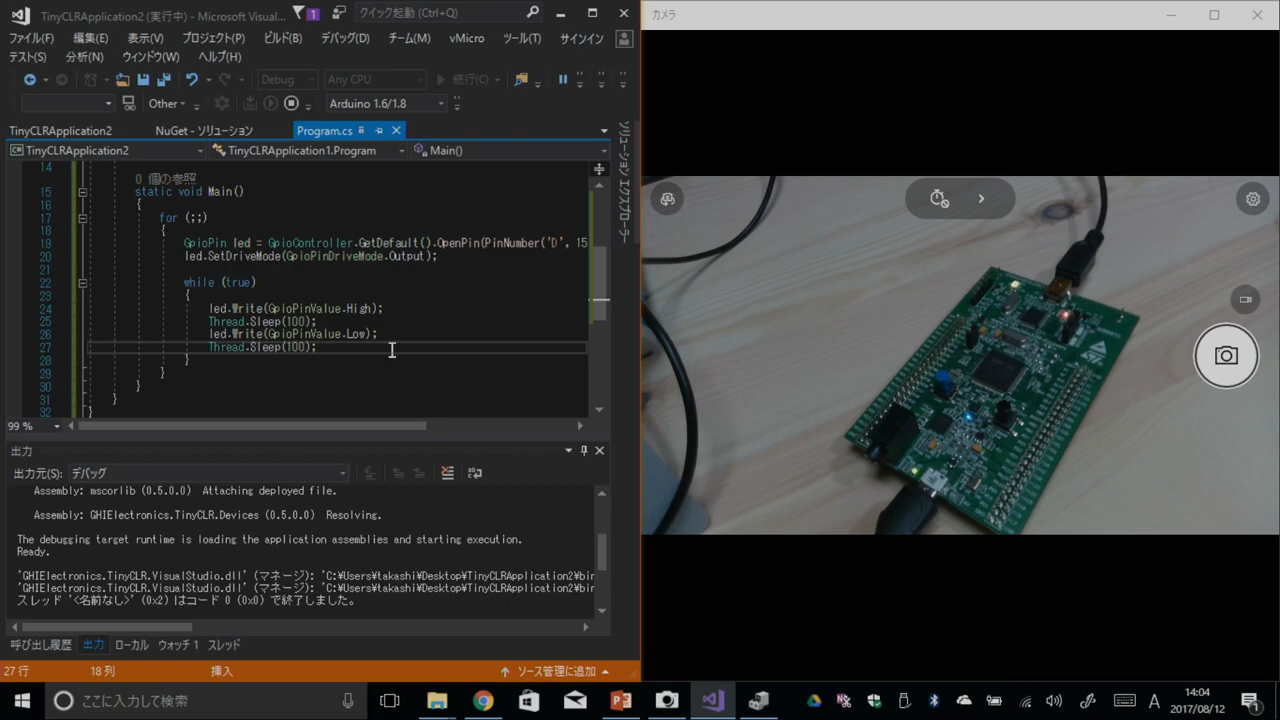 TinyCLRApplication2 (実行中) - Microsoft Visual... 1 クイック起動 (Ctrl+Q)
ファイル(F) 編集(E) 表示(V) プロジェクト(P) ビルド(B) デバッグ(D) チーム(M) vMicro ツール(T) サインイン
テスト(S) 分析(N) ウィンドウ(W) ヘルプ(H)
Debug Any CPU 続行(C)
Other Arduino 1.6/1.8
TinyCLRApplication2 NuGet - ソリューション Program.cs
TinyCLRApplication2 TinyCLRApplication1.Program Main()
ソリューション エクスプローラー
14
0 個の参照
15 static void Main()
16 {
17 for (;;)
18 {
19 GpioPin led = GpioController.GetDefault().OpenPin(PinNumber('D', 15
20 led.SetDriveMode(GpioPinDriveMode.Output);
21
22 while (true)
23 {
24 led.Write(GpioPinValue.High);
25 Thread.Sleep(100);
26 led.Write(GpioPinValue.Low);
27 Thread.Sleep(100);
28 }
29 }
30 }
31 }
32 }
99 %
出力
出力元(S): デバッグ
Assembly: mscorlib (0.5.0.0) Attaching deployed file.
Assembly: GHIElectronics.TinyCLR.Devices (0.5.0.0) Resolving.
The debugging target runtime is loading the application assemblies and starting execution.
Ready.
'GHIElectronics.TinyCLR.VisualStudio.dll' (マネージ): 'C:¥Users¥takashi¥Desktop¥TinyCLRApplication2¥bin
'GHIElectronics.TinyCLR.VisualStudio.dll' (マネージ): 'C:¥Users¥takashi¥Desktop¥TinyCLRApplication2¥bin
スレッド '<名前なし>' (0x2) はコード 0 (0x0) で終了しました。
呼び出し履歴 出力 ローカル ウォッチ 1 スレッド
27 行 18 列 挿入 ソース管理に追加
カメラ
ここに入力して検索
A 14:04
2017/08/12 1